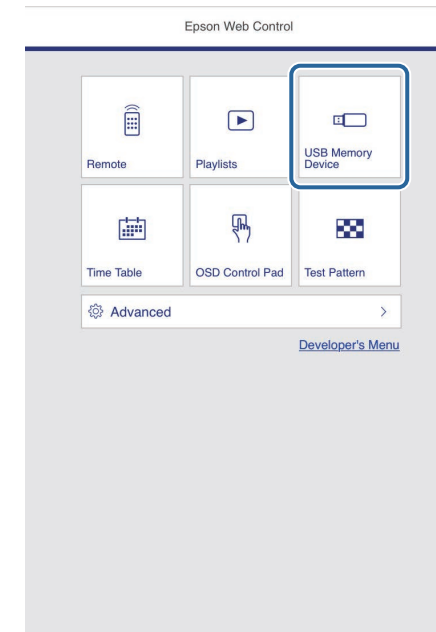 Epson Web Control
Remote
Playlists
USB Memory
Device
Time Table
OSD Control Pad
Test Pattern
Advanced
Developer's Menu